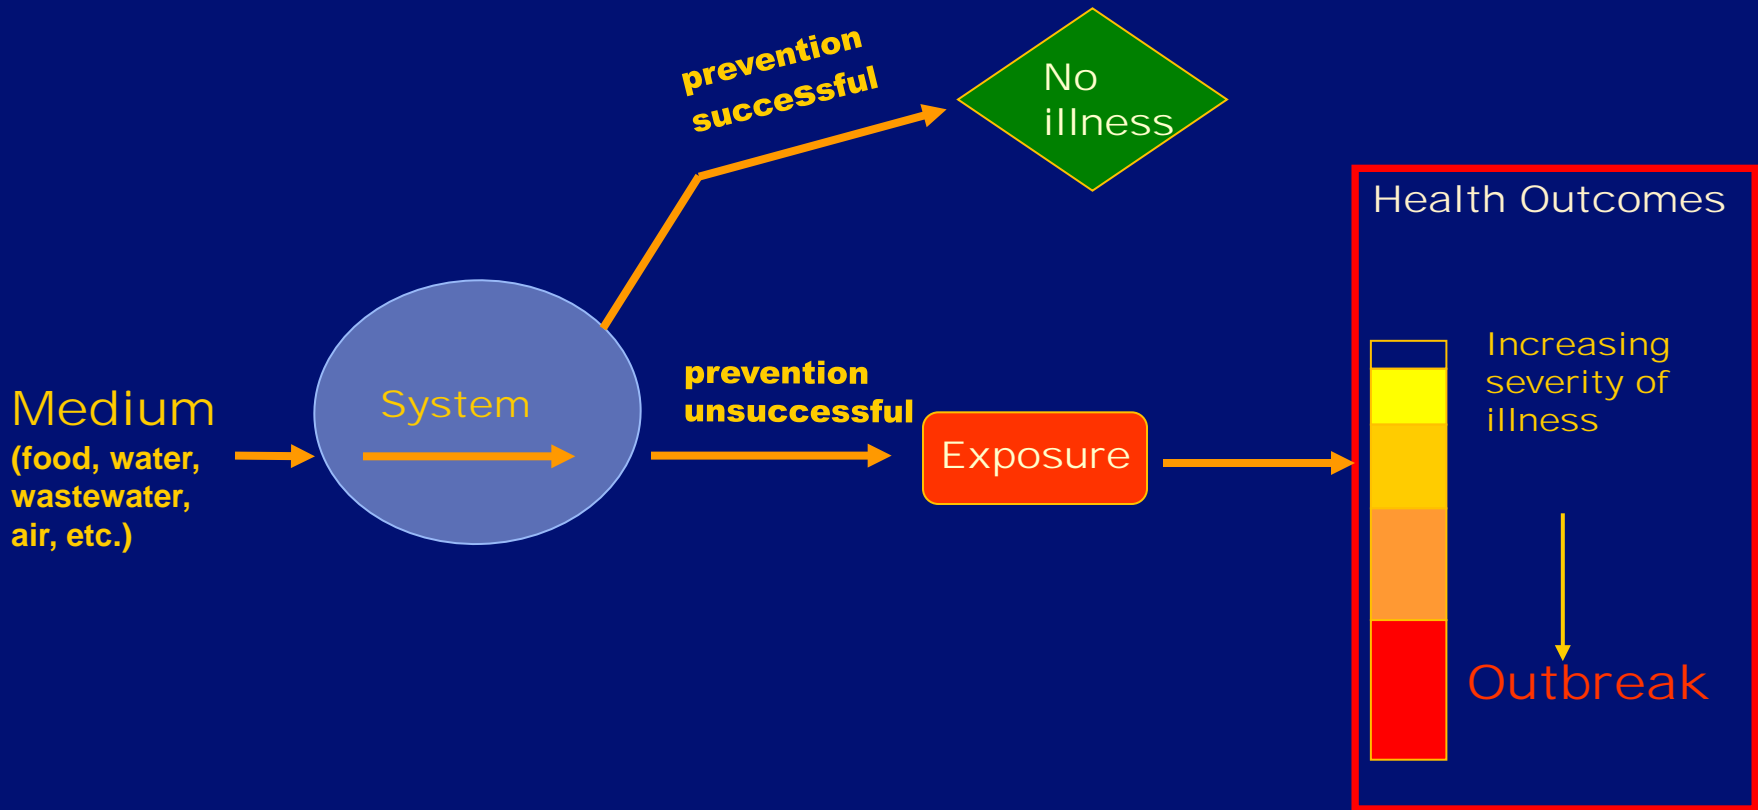 prevention
successful
No
illness
Health Outcomes
Increasing
severity of
illness
Medium
(food, water,
wastewater,
air, etc.)
System
prevention
unsuccessful
Exposure
Outbreak